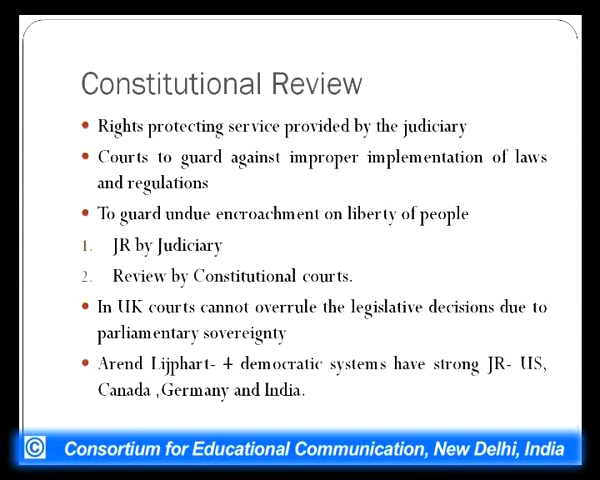 Constitutional Review
• Rights protecting service provided by the judiciary
• Courts to guard against improper implementation of laws
and regulations
• To guard undue encroachment on liberty of people
1. JR by Judiciary
2. Review by Constitutional courts.
• In UK courts cannot overrule the legislative decisions due to
parliamentary sovereignty
• Arend Lijphart- 4 democratic systems have strong JR- US,
Canada ,Germany and India.
© Consortium for Educational Communication, New Delhi, India